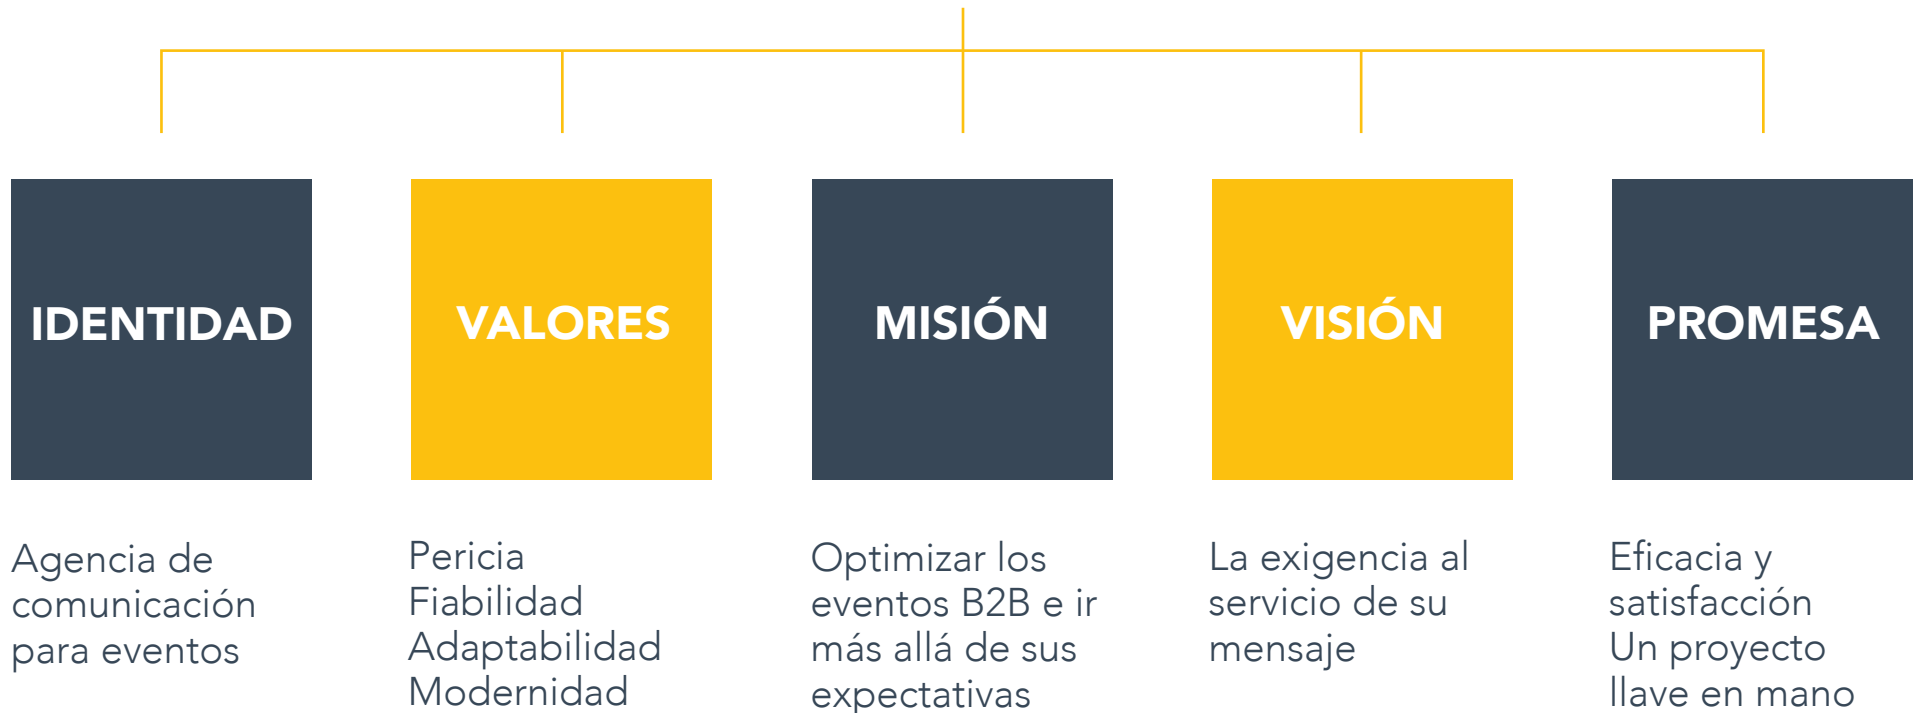 IDENTIDAD
Agencia de
comunicación
para eventos
VALORES
Pericia
Fiabilidad
Adaptabilidad
Modernidad
MISIÓN
Optimizar los
eventos B2B e ir
más allá de sus
expectativas
VISIÓN
La exigencia al
servicio de su
mensaje
PROMESA
Eficacia y
satisfacción
Un proyecto
llave en mano